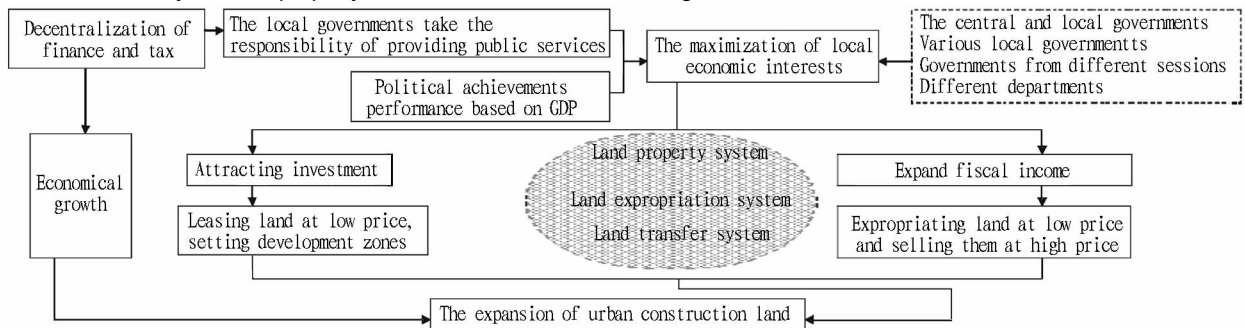 Decentralization of
finance and tax
The local governments take the
responsibility of providing public services
Political achievements
performance based on GDP
The maximization of local
economic interests
The central and local governments
Various local governmentts
Governments from different sessions
Different departments
Economical
growth
Attracting investment
Leasing land at low price,
setting development zones
Land property system
Land expropriation system
Land transfer system
Expand fiscal income
Expropriating land at low price
and selling them at high price
The expansion of urban construction land